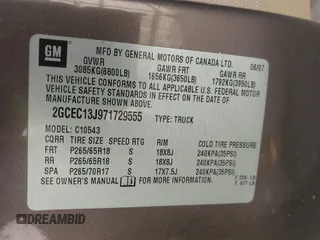 GM
MFD BY GENERAL MOTORS OF CANADA LTD.
08/07
GVWR GAWR FRT GAWR RR
3085KG(6800LB) 1656KG(3650LB) 1792KG(3950LB)
THIS VEHICLE CONFORMS TO ALL APPLICABLE U.S. FEDERAL MOTOR
VEHICLE SAFETY STANDARDS IN EFFECT ON THE DATE OF
MANUFACTURE SHOWN ABOVE.
2GCEC13J971729555 TYPE: TRUCK
MODEL: C10543
TIRE SIZE SPEED RTG RIM COLD TIRE PRESSURE
FRT P265/65R18 S 18X8J 240KPA(35PSI)
RR P265/65R18 S 18X8J 240KPA(35PSI)
SPA P265/70R17 S 17X7.5J 240KPA(35PSI)
SEE OWNER'S MANUAL FOR MORE INFORMATION.
DREAMBID